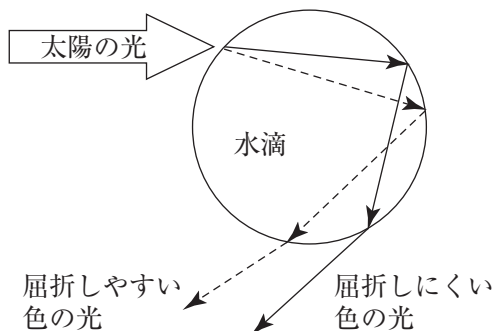 太陽の光
水滴
屈折しやすい
色の光
屈折しにくい
色の光